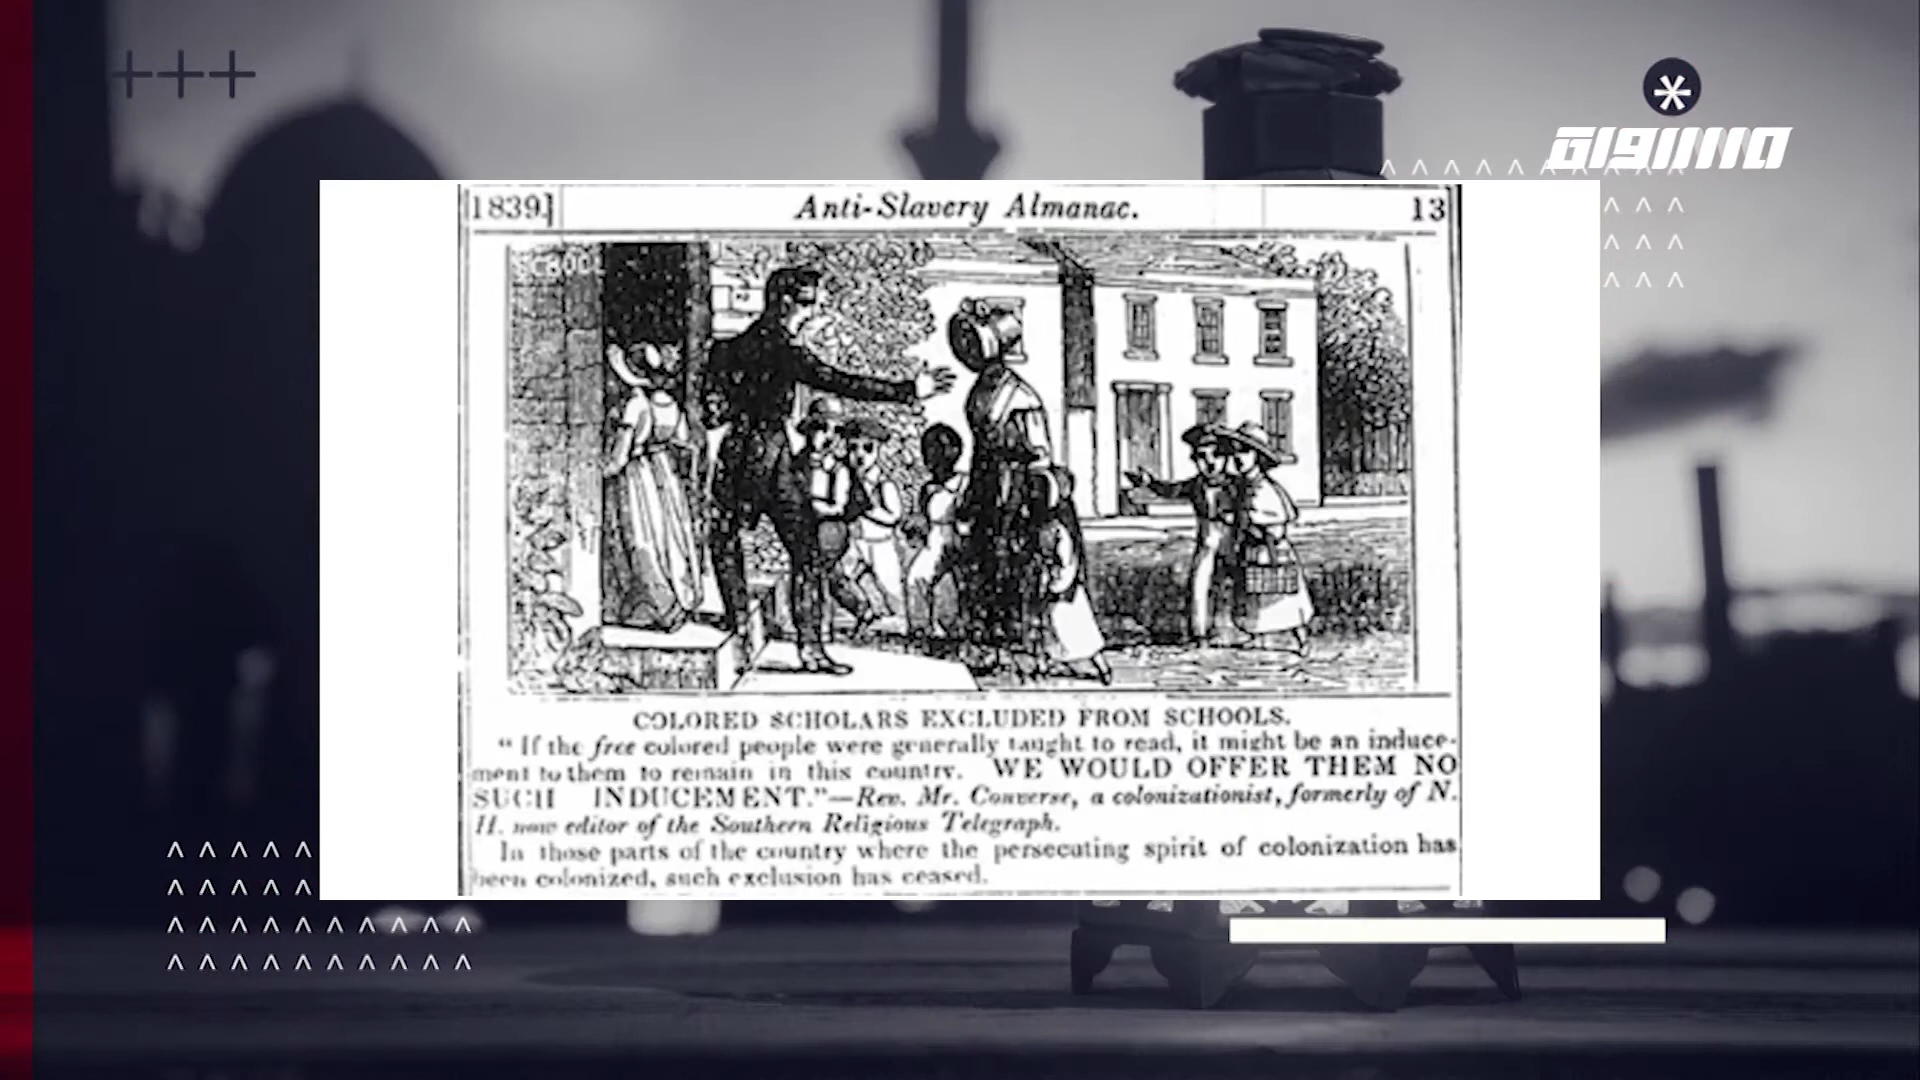 مساواة
1839.]
Anti-Slavery Almanac.
13
SCHOOL
COLORED SCHOLARS EXCLUDED FROM SCHOOLS.
“ If the free colored people were generally taught to read, it might be an induce-
ment to them to remain in this country. WE WOULD OFFER THEM NO
SUCH INDUCEMENT.”—Rev. Mr. Converse, a colonizationist, formerly of N.
H. now editor of the Southern Religious Telegraph.
In those parts of the country where the persecuting spirit of colonization has
been colonized, such exclusion has ceased.